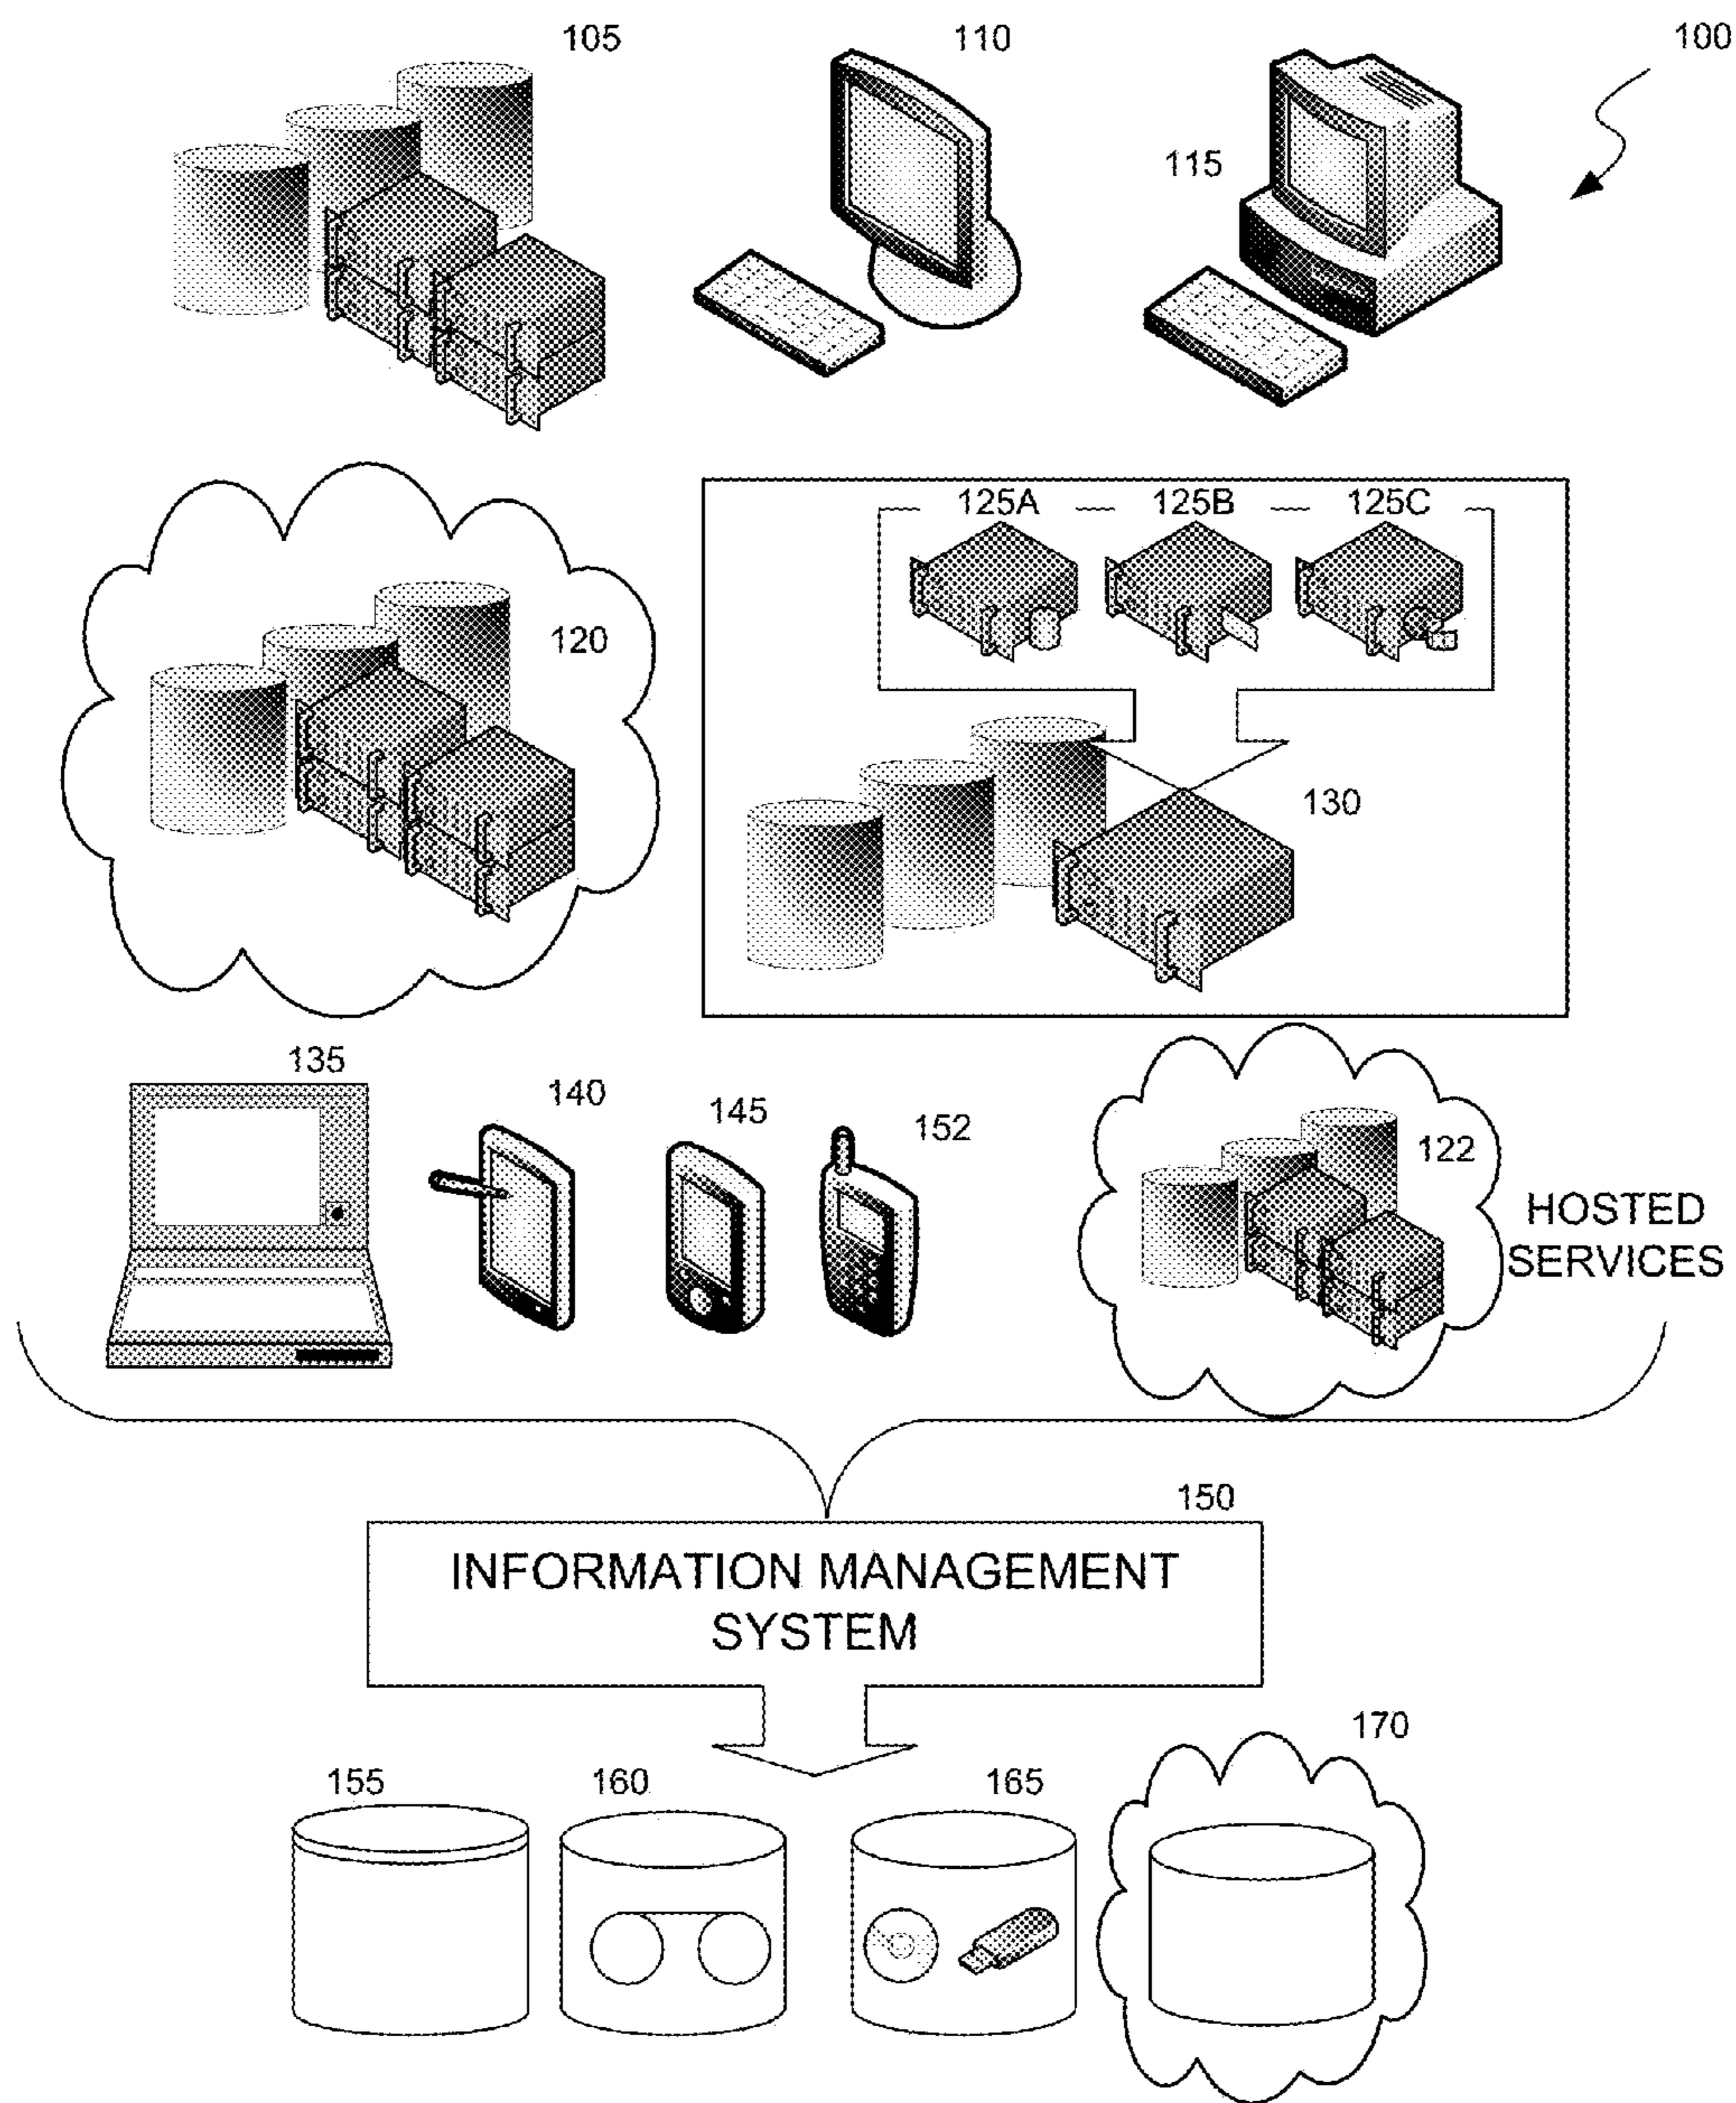 105
110
100
115
125A
125B
125C
120
130
135
140
145
152
122
HOSTED
SERVICES
150
INFORMATION MANAGEMENT
SYSTEM
170
155
160
165